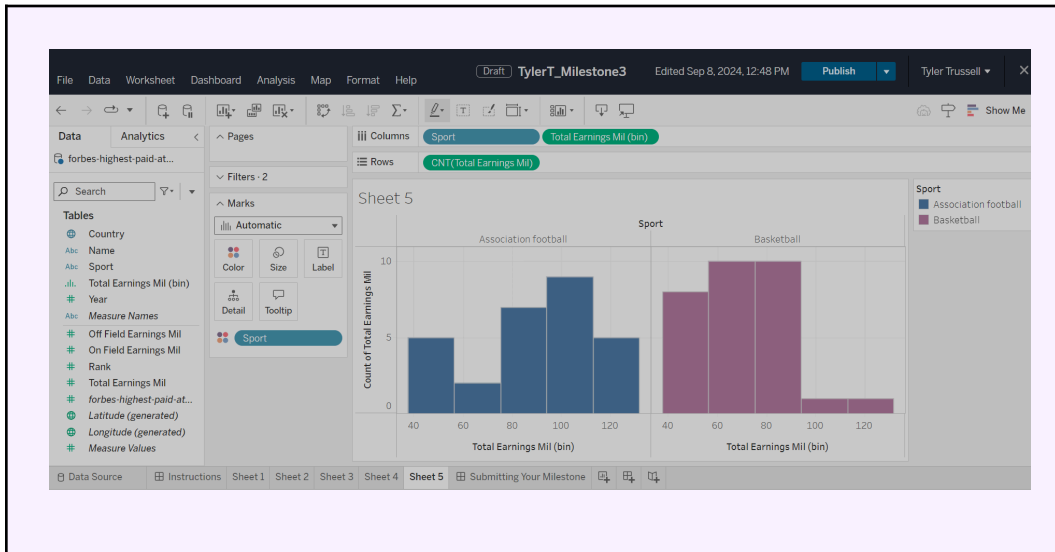 Draft TylerT_Milestone3 Edited Sep 8, 2024, 12:48 PM Publish Tyler Trussell
File Data Worksheet Dashboard Analysis Map Format Help
Show Me
Data Analytics
forbes-highest-paid-at...
Search
Tables
Country
Abc Name
Abc Sport
Total Earnings Mil (bin)
# Year
Abc Measure Names
# Off Field Earnings Mil
# On Field Earnings Mil
# Rank
# Total Earnings Mil
# forbes-highest-paid-at...
Latitude (generated)
Longitude (generated)
# Measure Values
Pages
Filters · 2
Marks
Automatic
Color Size Label
Detail Tooltip
Sport
Columns Sport Total Earnings Mil (bin)
Rows CNT(Total Earnings Mil)
Sheet 5
Sport
Association football Basketball
Count of Total Earnings Mil
10
5
0
40 60 80 100 120 40 60 80 100 120
Total Earnings Mil (bin) Total Earnings Mil (bin)
Sport
Association football
Basketball
Data Source Instructions Sheet 1 Sheet 2 Sheet 3 Sheet 4 Sheet 5 Submitting Your Milestone